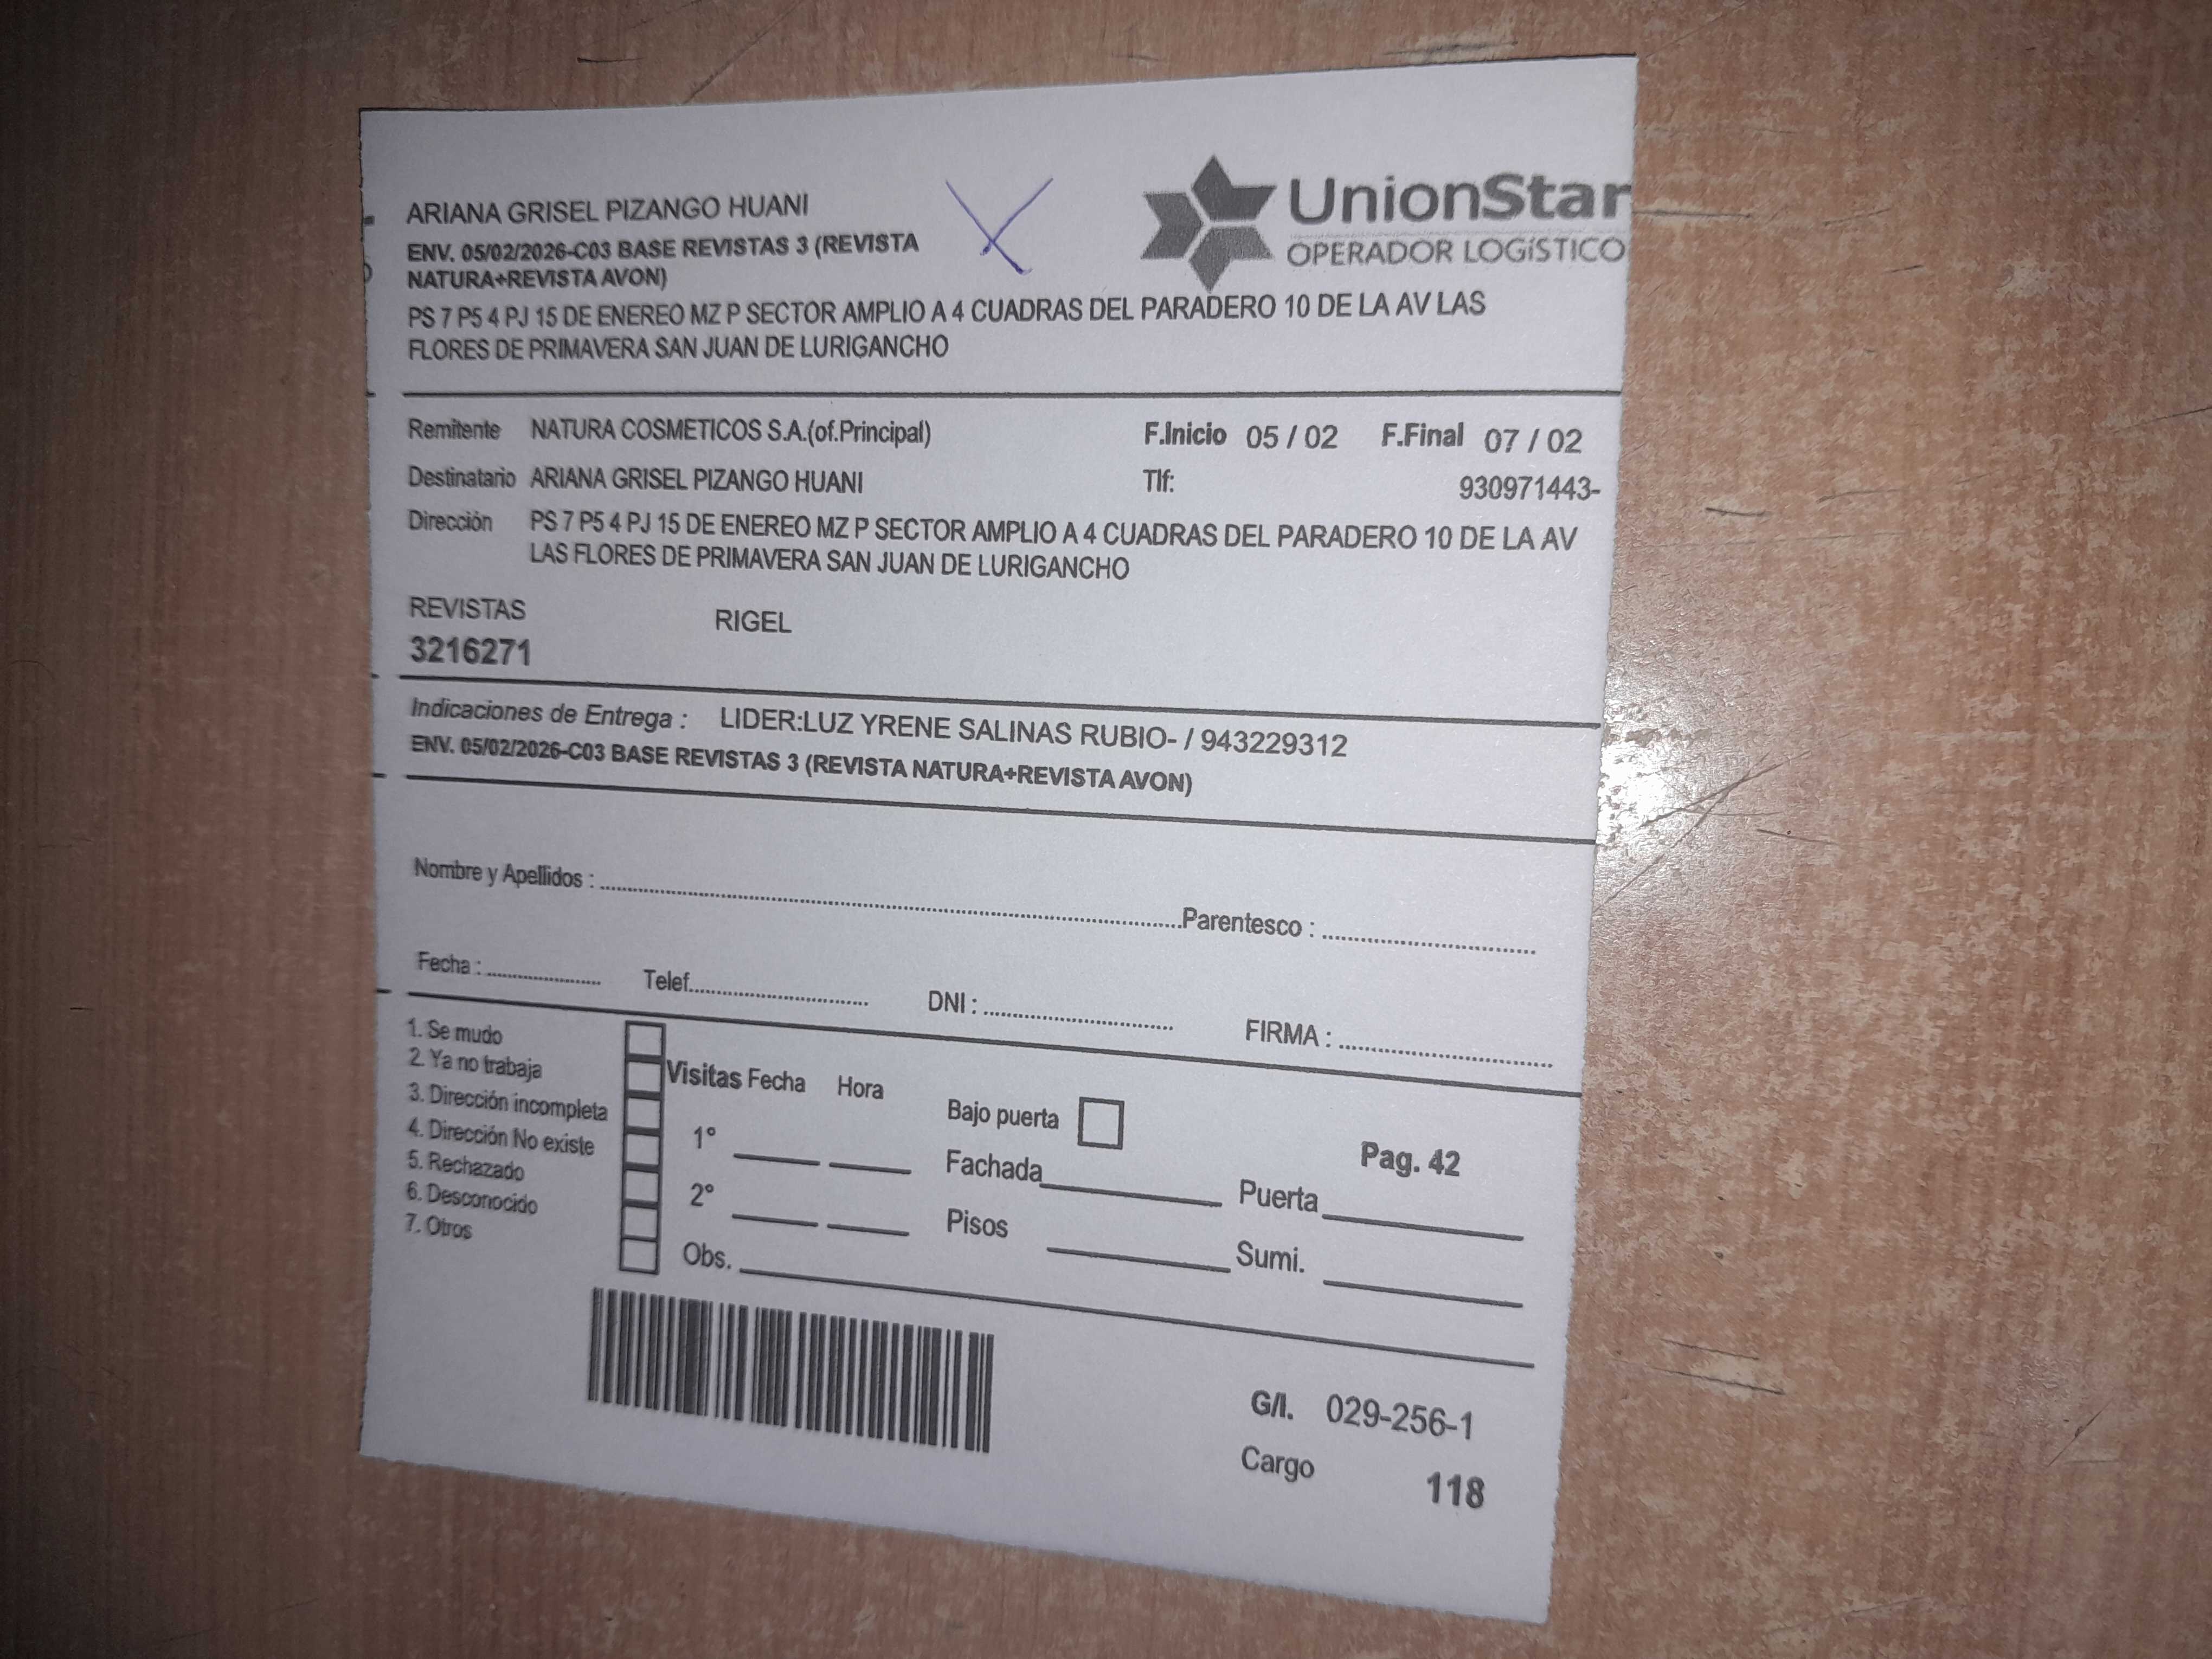 ARIANA GRISEL PIZANGO HUANI
ENV. 05/02/2026-C03 BASE REVISTAS 3 (REVISTA
NATURA+REVISTA AVON)
UnionStar
OPERADOR LOGíSTICO
PS 7 P5 4 PJ 15 DE ENEREO MZ P SECTOR AMPLIO A 4 CUADRAS DEL PARADERO 10 DE LA AV LAS
FLORES DE PRIMAVERA SAN JUAN DE LURIGANCHO
Remitente NATURA COSMETICOS S.A.(of.Principal) F.Inicio 05 / 02 F.Final 07 / 02
Destinatario ARIANA GRISEL PIZANGO HUANI Tlf: 930971443-
Dirección PS 7 P5 4 PJ 15 DE ENEREO MZ P SECTOR AMPLIO A 4 CUADRAS DEL PARADERO 10 DE LA AV
LAS FLORES DE PRIMAVERA SAN JUAN DE LURIGANCHO
REVISTAS RIGEL
3216271
Indicaciones de Entrega : LIDER:LUZ YRENE SALINAS RUBIO- / 943229312
ENV. 05/02/2026-C03 BASE REVISTAS 3 (REVISTA NATURA+REVISTA AVON)
Nombre y Apellidos : Parentesco :
Fecha : Telef. DNI : FIRMA :
1. Se mudo
2. Ya no trabaja
3. Dirección incompleta
4. Dirección No existe
5. Rechazado
6. Desconocido
7. Otros
Visitas Fecha Hora
1°
2°
Obs.
Bajo puerta
Fachada
Pisos
Pag. 42
Puerta
Sumi.
G/I. 029-256-1
Cargo 118